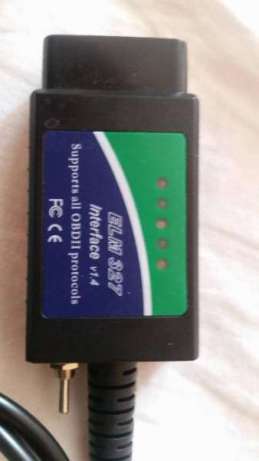 ELM 327
Interface v1.4
Supports all OBDII protocols
FC CE